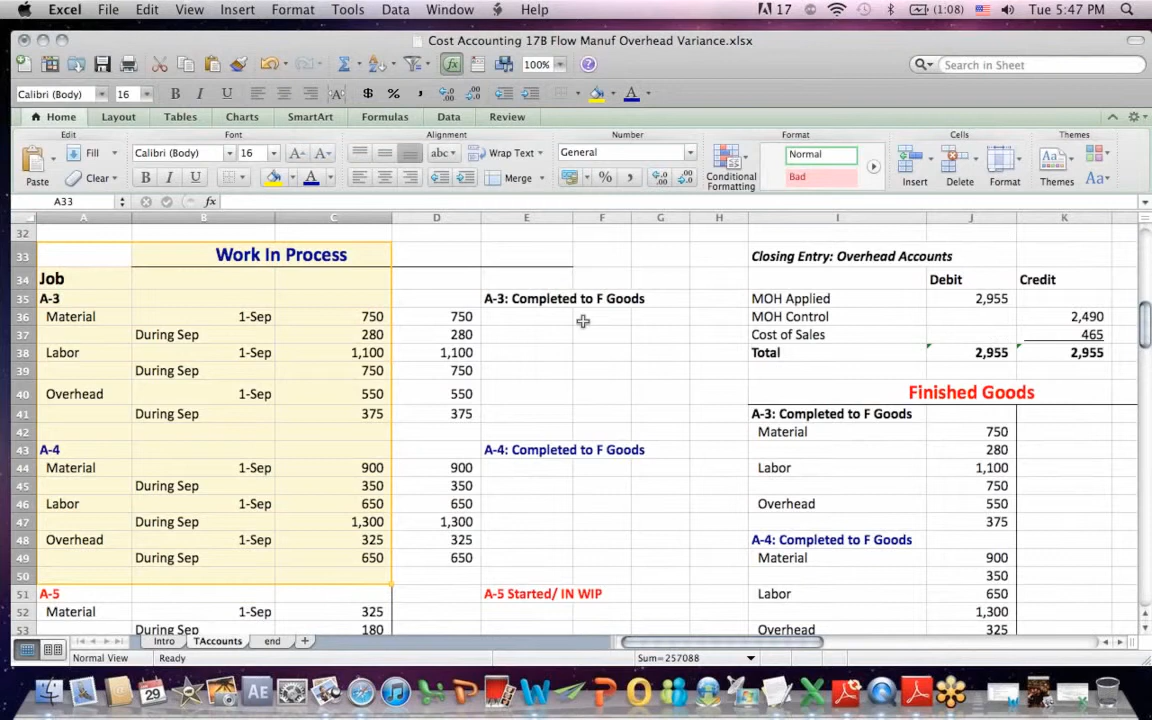 Excel File Edit View Insert Format Tools Data Window Help 17 (1:08) Tue 5:47 PM
Cost Accounting 17B Flow Manuf Overhead Variance.xlsx
100% Search in Sheet
Calibri (Body) 16 B I U A $ % ,
Home Layout Tables Charts SmartArt Formulas Data Review
Edit Font Alignment Number Format Cells Themes
Fill Calibri (Body) 16 abc Wrap Text General Normal
Paste Clear B I U A Merge % , Conditional Formatting Bad Insert Delete Format Themes Aa
A33 fx
A B C D E F G H I J K
32
33 Work In Process Closing Entry: Overhead Accounts
34 Job Debit Credit
35 A-3 A-3: Completed to F Goods MOH Applied 2,955
36 Material 1-Sep 750 750 MOH Control 2,490
37 During Sep 280 280 Cost of Sales 465
38 Labor 1-Sep 1,100 1,100 Total 2,955 2,955
39 During Sep 750 750
40 Overhead 1-Sep 550 550 Finished Goods
41 During Sep 375 375 A-3: Completed to F Goods
42 Material 750
43 A-4 A-4: Completed to F Goods 280
44 Material 1-Sep 900 900 Labor 1,100
45 During Sep 350 350 750
46 Labor 1-Sep 650 650 Overhead 550
47 During Sep 1,300 1,300 375
48 Overhead 1-Sep 325 325 A-4: Completed to F Goods
49 During Sep 650 650 Material 900
50 350
51 A-5 A-5 Started/ IN WIP Labor 650
52 Material 1-Sep 325 1,300
53 During Sep 180 Overhead 325
Intro TAccounts end
Normal View Ready Sum=257088
29 AE